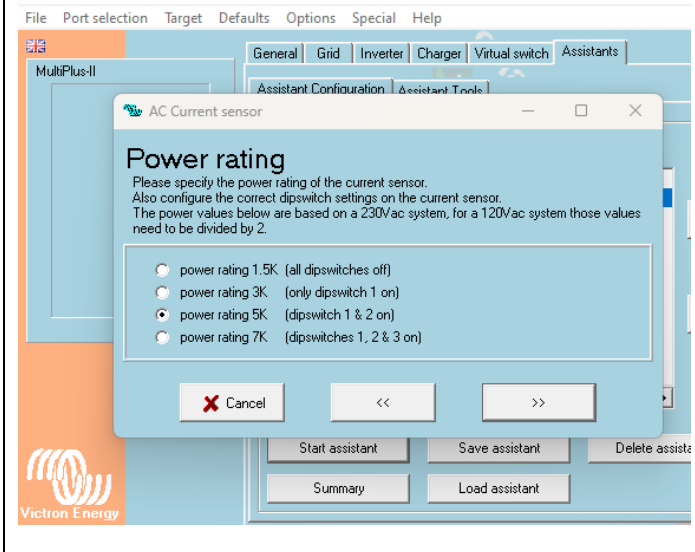 File Port selection Target Defaults Options Special Help
MultiPlus-II
General Grid Inverter Charger Virtual switch Assistants
Assistant Configuration Assistant Tools
AC Current sensor
Power rating
Please specify the power rating of the current sensor.
Also configure the correct dipswitch settings on the current sensor.
The power values below are based on a 230Vac system, for a 120Vac system those values
need to be divided by 2.
power rating 1.5K (all dipswitches off)
power rating 3K (only dipswitch 1 on)
power rating 5K (dipswitch 1 & 2 on)
power rating 7K (dipswitches 1, 2 & 3 on)
Cancel << >>
Start assistant Save assistant Delete assista
Summary Load assistant
Victron Energy